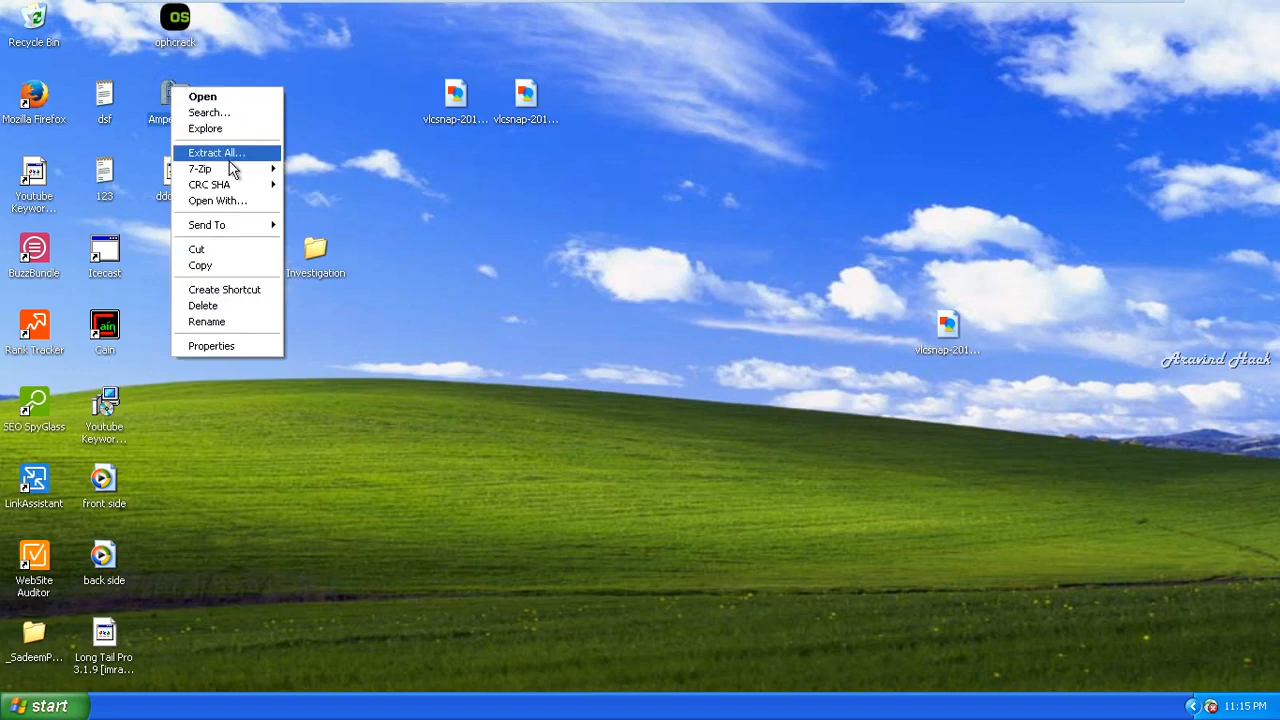 Recycle Bin
OS
ophcrack
Mozilla Firefox
dsf
Ampe
vlcsnap-201...
vlcsnap-201...
Open
Search...
Explore
Extract All...
7-Zip
CRC SHA
Open With...
Send To
Cut
Copy
Create Shortcut
Delete
Rename
Properties
Youtube
Keywor...
123
BuzzBundle
Icecast
Investigation
Rank Tracker
Cain
vlcsnap-201...
Aravind Hack
SEO SpyGlass
Youtube
Keywor...
LinkAssistant
front side
WebSite
Auditor
back side
_SadeemP...
Long Tail Pro
3.1.9 [imra...
start
11:15 PM